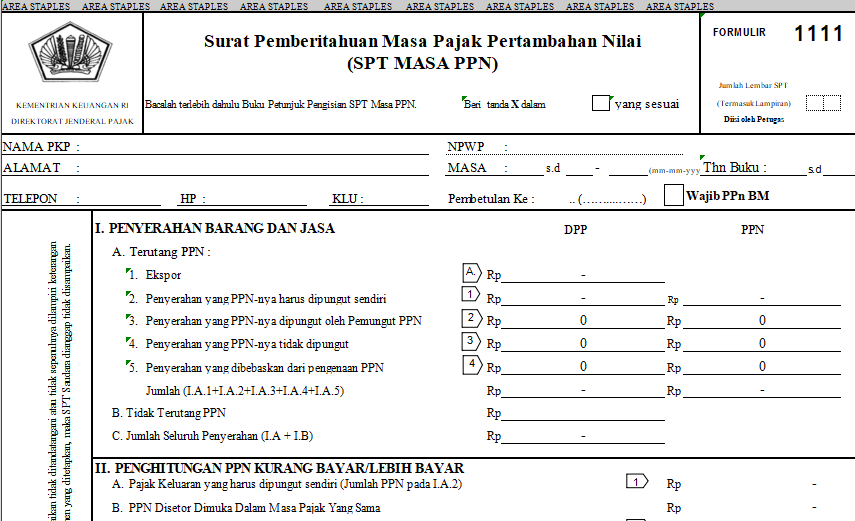 AREA STAPLES AREA STAPLES AREA STAPLES AREA STAPLES AREA STAPLES AREA STAPLES AREA STAPLES AREA STAPLES AREA STAPLES
KEMENTRIAN KEUANGAN RI
DIREKTORAT JENDERAL PAJAK
Surat Pemberitahuan Masa Pajak Pertambahan Nilai
(SPT MASA PPN)
Bacalah terlebih dahulu Buku Petunjuk Pengisian SPT Masa PPN. Beri tanda X dalam yang sesuai
FORMULIR 1111
Jumlah Lembar SPT
(Termasuk Lampiran)
Diisi oleh Perugas
NAMA PKP : NPWP :
ALAMAT : MASA : s.d - (mm-mm-yyy Thn Buku : s.d
TELEPON : HP : KLU : Pembetulan Ke : .. (…….....……) Wajib PPn BM
aikan tidak ditandatangani atau tidak sepenuhnya dilampiri keterangan
men yang ditetapkan, maka SPT Saudara dianggap tidak disampaikan.
I. PENYERAHAN BARANG DAN JASA DPP PPN
A. Terutang PPN :
1. Ekspor A. Rp -
2. Penyerahan yang PPN-nya harus dipungut sendiri 1 Rp - Rp -
3. Penyerahan yang PPN-nya dipungut oleh Pemungut PPN 2 Rp 0 Rp 0
4. Penyerahan yang PPN-nya tidak dipungut 3 Rp 0 Rp 0
5. Penyerahan yang dibebaskan dari pengenaan PPN 4 Rp 0 Rp 0
Jumlah (I.A.1+I.A.2+I.A.3+I.A.4+I.A.5) Rp - Rp -
B. Tidak Terutang PPN Rp
C. Jumlah Seluruh Penyerahan (I.A + I.B) Rp -
II. PENGHITUNGAN PPN KURANG BAYAR/LEBIH BAYAR
A. Pajak Keluaran yang harus dipungut sendiri (Jumlah PPN pada I.A.2) 1 Rp -
B. PPN Disetor Dimuka Dalam Masa Pajak Yang Sama Rp -